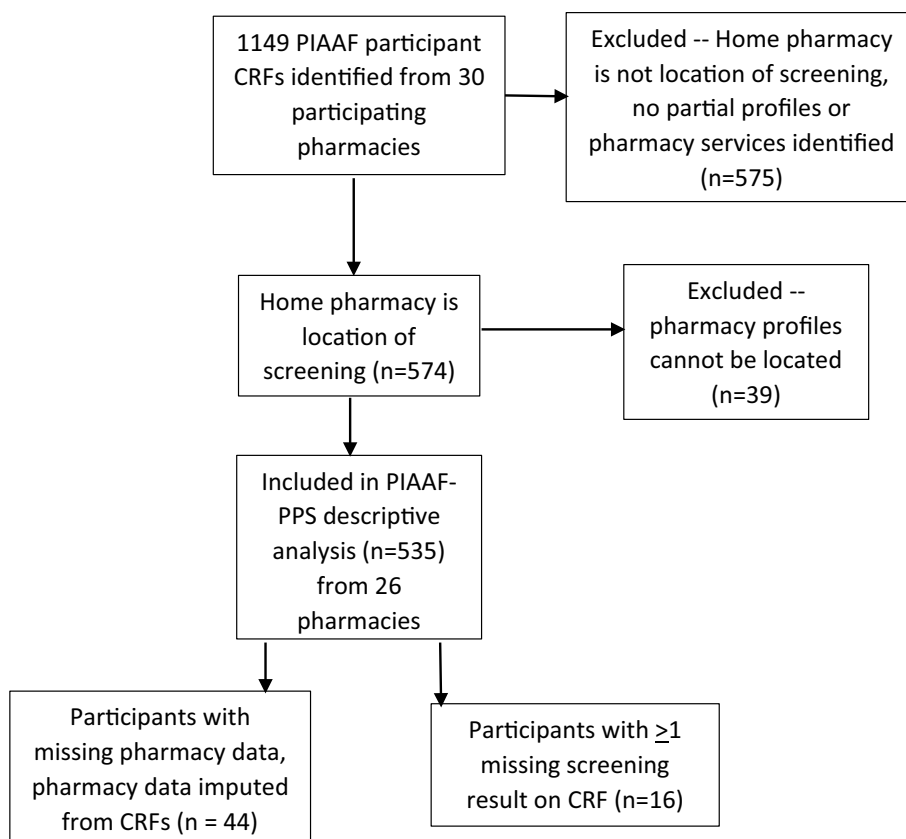 1149 PIAAF participant
CRFs identified from 30
participating
pharmacies
Excluded -- Home pharmacy
is not location of screening,
no partial profiles or
pharmacy services identified
(n=575)
Home pharmacy is
location of
screening (n=574)
Excluded --
pharmacy profiles
cannot be located
(n=39)
Included in PIAAF-
PPS descriptive
analysis (n=535)
from 26
pharmacies
Participants with
missing pharmacy data,
pharmacy data imputed
from CRFs (n = 44)
Participants with ≥1
missing screening
result on CRF (n=16)